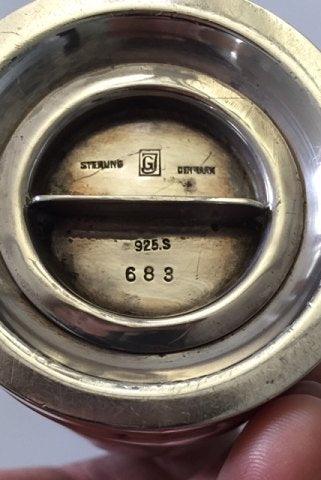 STERLING GJ DENMARK
925.S
683